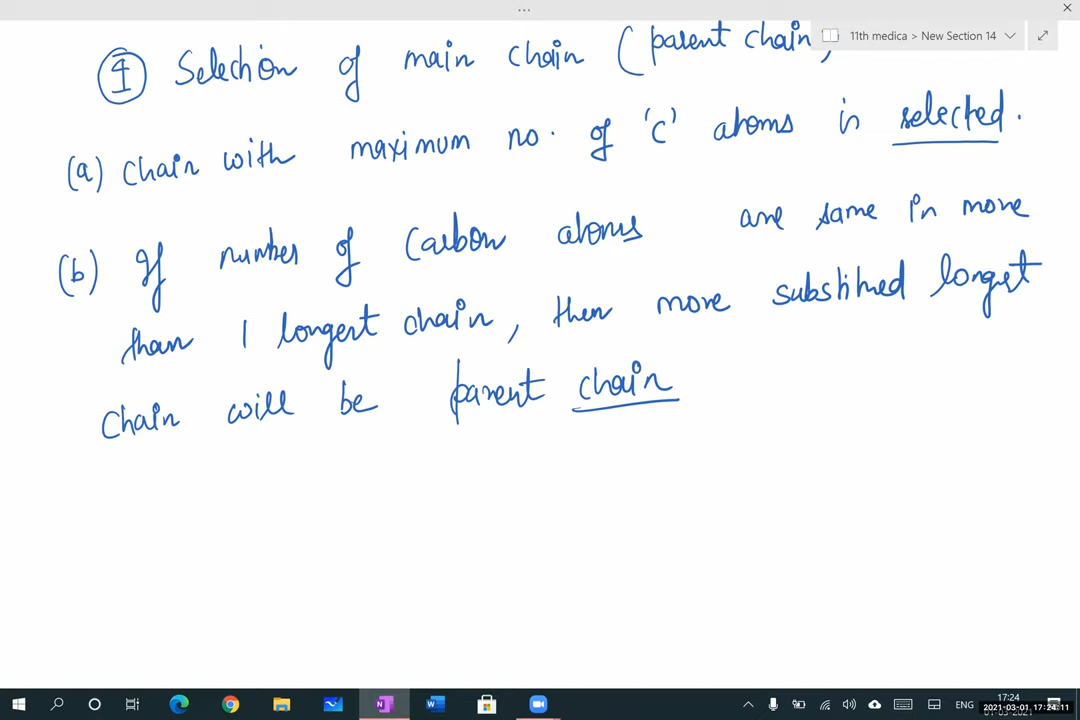 ...
11th medica > New Section 14
I Selection of main chain (parent chain,
(a) chain with maximum no. of 'C' atoms is selected.
(b) If number of Carbon atoms are same in more
than 1 longest chain, then more substitued longest
chain will be parent chain
ENG
17:24
2021-03-01 17:24:11